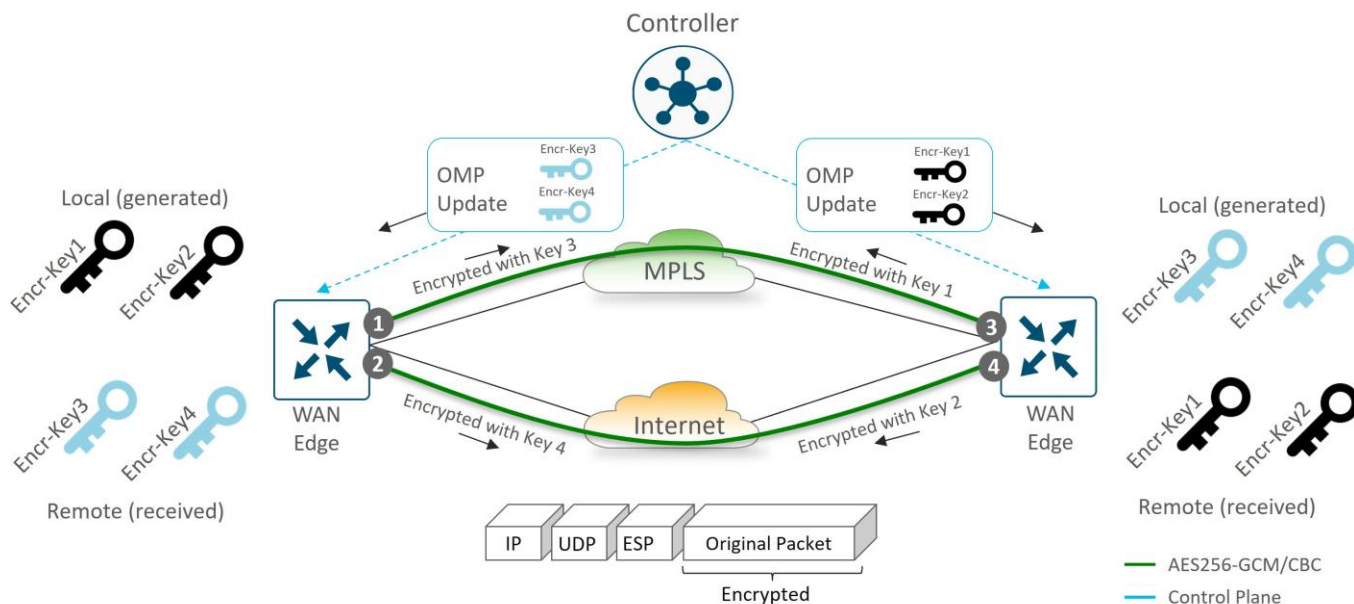 Controller
OMP
Update
Encr-Key3
Encr-Key4
OMP
Update
Encr-Key1
Encr-Key2
Local (generated)
Encr-Key1
Encr-Key2
Local (generated)
Encr-Key3
Encr-Key4
Encrypted with Key 3
MPLS
Encrypted with Key 1
1
2
3
4
WAN
Edge
WAN
Edge
Encr-Key3
Encr-Key4
Remote (received)
Encrypted with Key 4
Internet
Encrypted with Key 2
Encr-Key1
Encr-Key2
Remote (received)
IP
UDP
ESP
Original Packet
Encrypted
AES256-GCM/CBC
Control Plane